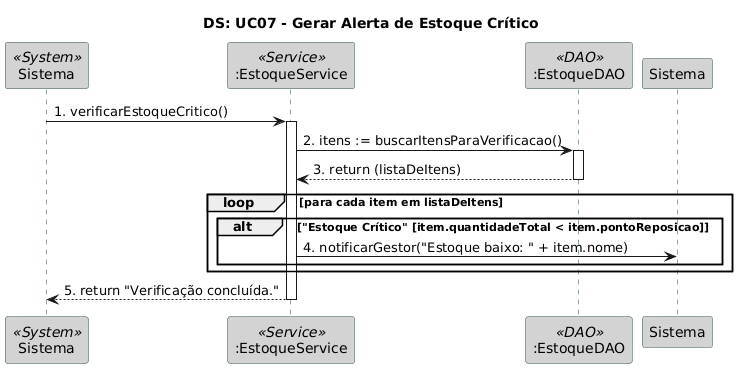 DS: UC07 - Gerar Alerta de Estoque Crítico
«System»
Sistema
«Service»
:EstoqueService
«DAO»
:EstoqueDAO
Sistema
1. verificarEstoqueCritico()
2. itens := buscarItensParaVerificacao()
3. return (listaDeItens)
loop [para cada item em listaDeItens]
alt ["Estoque Crítico" [item.quantidadeTotal < item.pontoReposicao]]
4. notificarGestor("Estoque baixo: " + item.nome)
5. return "Verificação concluída."
«System»
Sistema
«Service»
:EstoqueService
«DAO»
:EstoqueDAO
Sistema